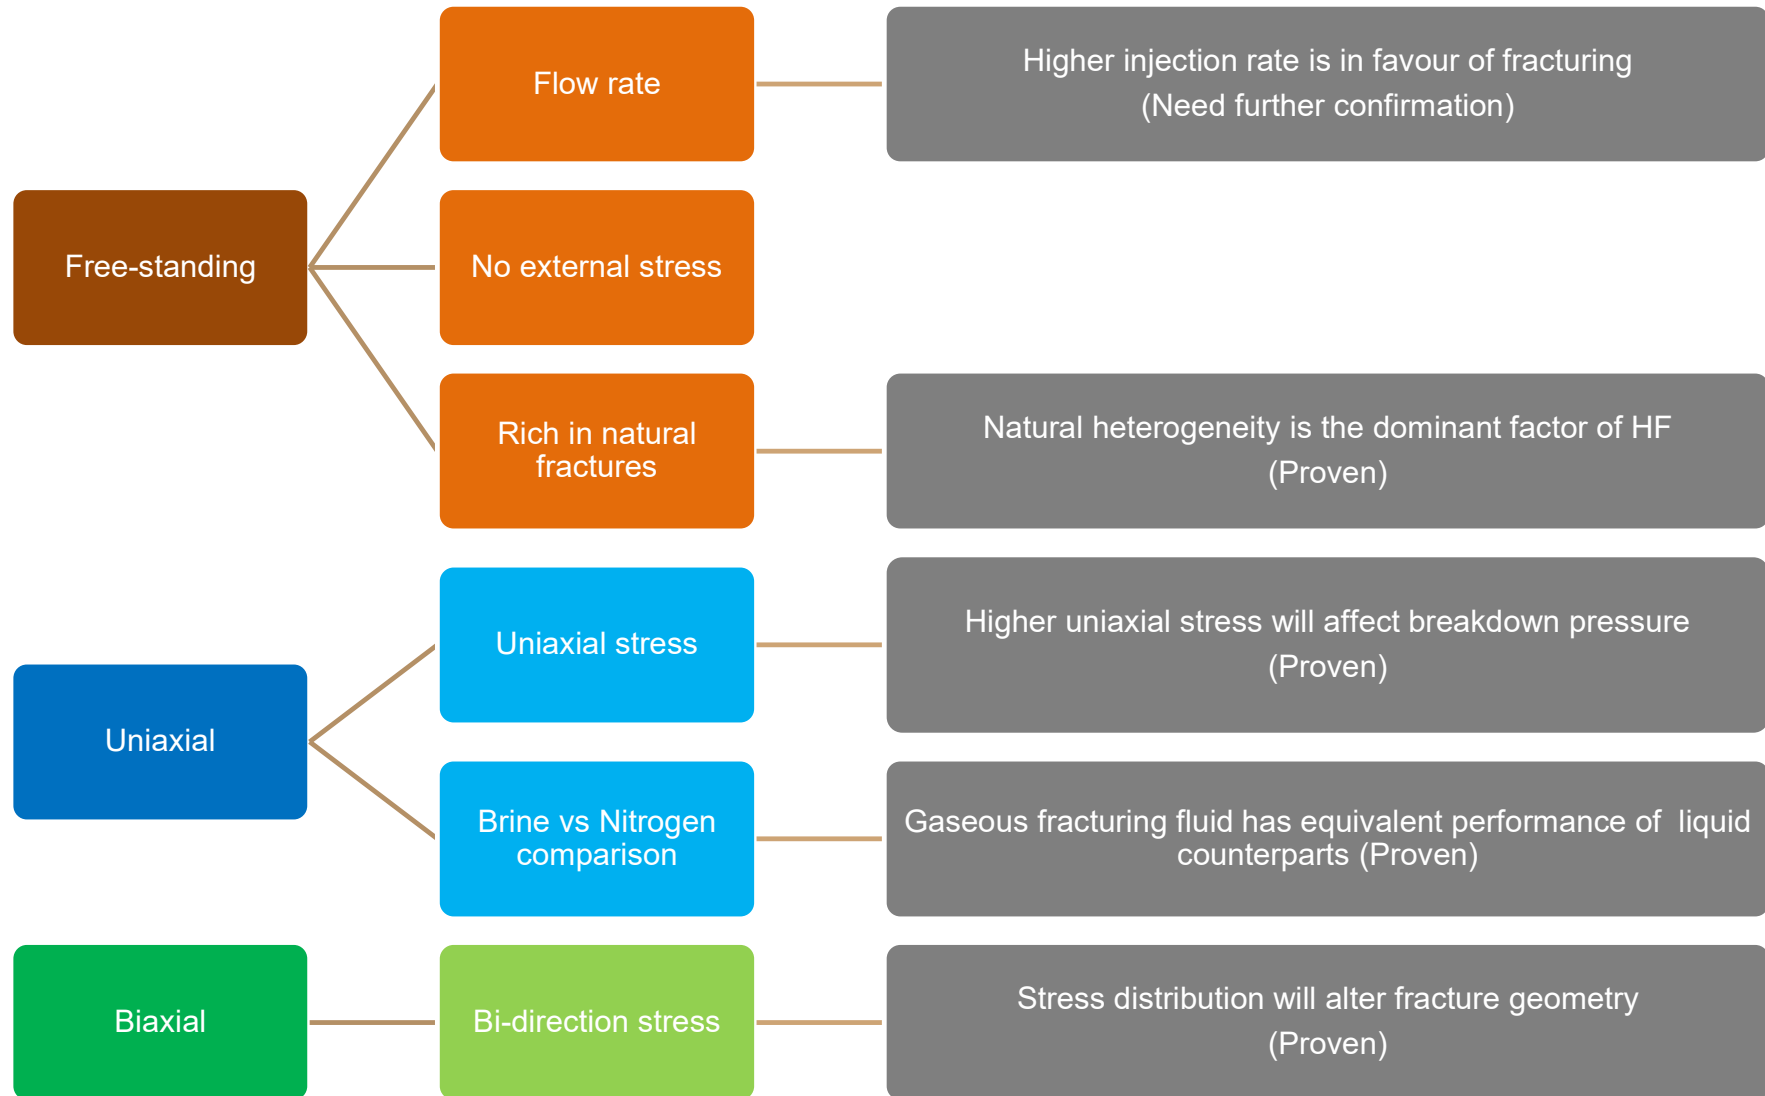 Free-standing
Flow rate
Higher injection rate is in favour of fracturing
(Need further confirmation)
No external stress
Rich in natural
fractures
Natural heterogeneity is the dominant factor of HF
(Proven)
Uniaxial
Uniaxial stress
Higher uniaxial stress will affect breakdown pressure
(Proven)
Brine vs Nitrogen
comparison
Gaseous fracturing fluid has equivalent performance of  liquid
counterparts (Proven)
Biaxial
Bi-direction stress
Stress distribution will alter fracture geometry
(Proven)